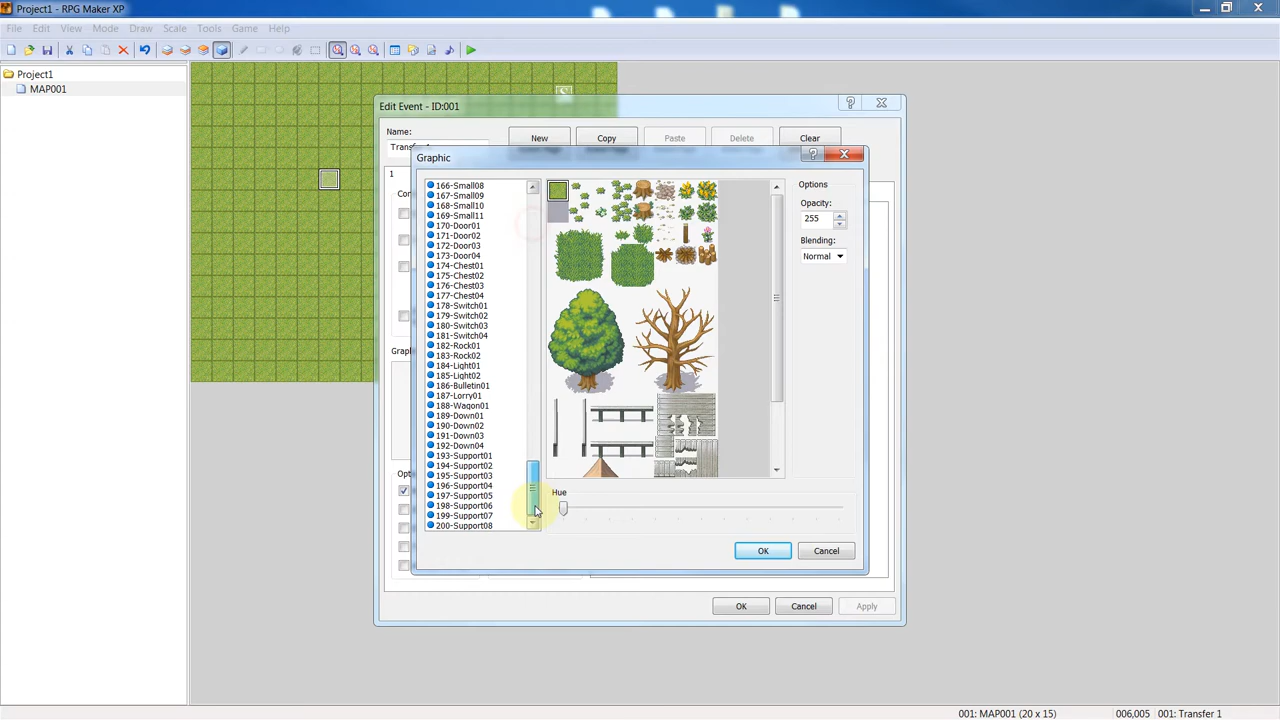 Project1 - RPG Maker XP
File Edit View Mode Draw Scale Tools Game Help
Project1
MAP001
S
Edit Event - ID:001
Name:
New Copy Paste Delete Clear
Graphic
1
166-Small08
167-Small09
168-Small10
169-Small11
170-Door01
171-Door02
172-Door03
173-Door04
174-Chest01
175-Chest02
176-Chest03
177-Chest04
178-Switch01
179-Switch02
180-Switch03
181-Switch04
182-Rock01
183-Rock02
184-Light01
185-Light02
186-Bulletin01
187-Lorry01
188-Wagon01
189-Down01
190-Down02
191-Down03
192-Down04
193-Support01
194-Support02
195-Support03
196-Support04
197-Support05
198-Support06
199-Support07
200-Support08
Options
Opacity:
255
Blending:
Normal
Hue
OK Cancel
OK Cancel Apply
001: MAP001 (20 x 15) 006,005 001: Transfer 1